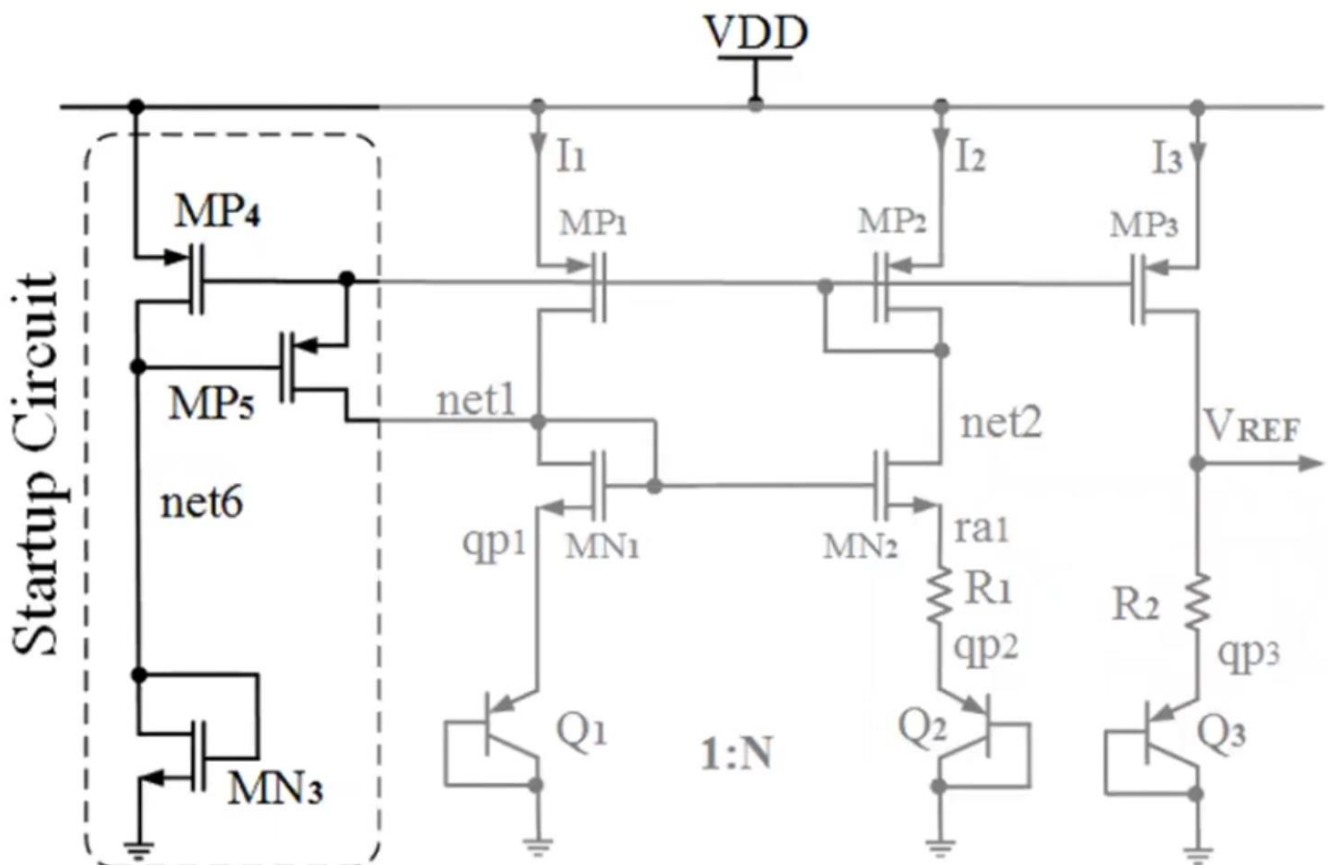 VDD
I1
I2
I3
MP4
MP1
MP2
MP3
MP5
net1
net2
VREF
net6
qp1
MN1
MN2
ra1
R1
R2
qp2
qp3
Q1
1:N
Q2
Q3
MN3
Startup Circuit